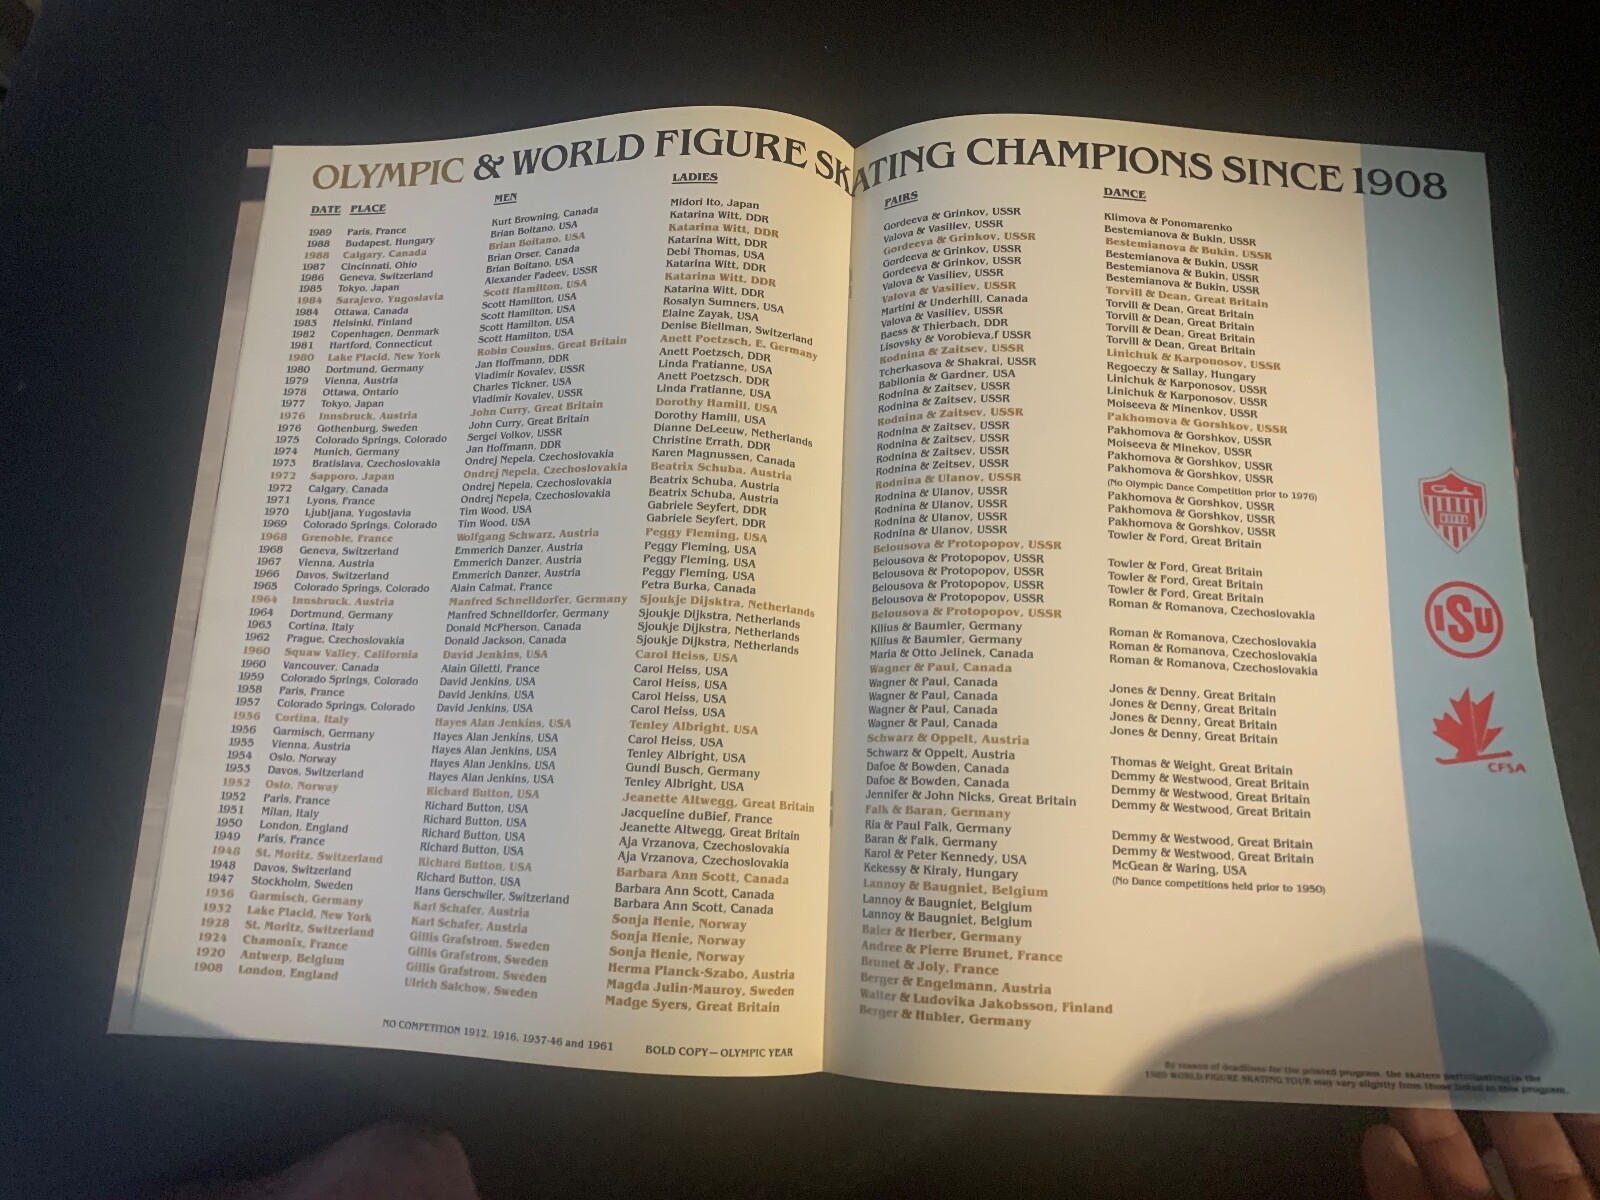 OLYMPIC & WORLD FIGURE SKATING CHAMPIONS SINCE 1908
DATE PLACE
1989 Paris, France
1988 Budapest, Hungary
1988 Calgary, Canada
1987 Cincinnati, Ohio
1986 Geneva, Switzerland
1985 Tokyo, Japan
1984 Sarajevo, Yugoslavia
1984 Ottawa, Canada
1983 Helsinki, Finland
1982 Copenhagen, Denmark
1981 Hartford, Connecticut
1980 Lake Placid, New York
1980 Dortmund, Germany
1979 Vienna, Austria
1978 Ottawa, Ontario
1977 Tokyo, Japan
1976 Innsbruck, Austria
1976 Gothenburg, Sweden
1975 Colorado Springs, Colorado
1974 Munich, Germany
1973 Bratislava, Czechoslovakia
1972 Sapporo, Japan
1972 Calgary, Canada
1971 Lyons, France
1970 Ljubljana, Yugoslavia
1969 Colorado Springs, Colorado
1968 Grenoble, France
1968 Geneva, Switzerland
1967 Vienna, Austria
1966 Davos, Switzerland
1965 Colorado Springs, Colorado
1964 Innsbruck, Austria
1964 Dortmund, Germany
1963 Cortina, Italy
1962 Prague, Czechoslovakia
1960 Squaw Valley, California
1960 Vancouver, Canada
1959 Colorado Springs, Colorado
1958 Paris, France
1957 Colorado Springs, Colorado
1956 Cortina, Italy
1956 Garmisch, Germany
1955 Vienna, Austria
1954 Oslo, Norway
1953 Davos, Switzerland
1952 Oslo, Norway
1952 Paris, France
1951 Milan, Italy
1950 London, England
1949 Paris, France
1948 St. Moritz, Switzerland
1948 Davos, Switzerland
1947 Stockholm, Sweden
1936 Garmisch, Germany
1932 Lake Placid, New York
1928 St. Moritz, Switzerland
1924 Chamonix, France
1920 Antwerp, Belgium
1908 London, England
MEN
Kurt Browning, Canada
Brian Boitano, USA
Brian Boitano, USA
Brian Orser, Canada
Brian Boitano, USA
Alexander Fadeev, USSR
Scott Hamilton, USA
Scott Hamilton, USA
Scott Hamilton, USA
Scott Hamilton, USA
Scott Hamilton, USA
Robin Cousins, Great Britain
Jan Hoffmann, DDR
Vladimir Kovalev, USSR
Charles Tickner, USA
Vladimir Kovalev, USSR
John Curry, Great Britain
John Curry, Great Britain
Sergei Volkov, USSR
Jan Hoffmann, DDR
Ondrej Nepela, Czechoslovakia
Ondrej Nepela, Czechoslovakia
Ondrej Nepela, Czechoslovakia
Ondrej Nepela, Czechoslovakia
Tim Wood, USA
Tim Wood, USA
Wolfgang Schwarz, Austria
Emmerich Danzer, Austria
Emmerich Danzer, Austria
Emmerich Danzer, Austria
Alain Calmat, France
Manfred Schnelldorfer, Germany
Manfred Schnelldorfer, Germany
Donald McPherson, Canada
Donald Jackson, Canada
David Jenkins, USA
Alain Giletti, France
David Jenkins, USA
David Jenkins, USA
David Jenkins, USA
Hayes Alan Jenkins, USA
Hayes Alan Jenkins, USA
Hayes Alan Jenkins, USA
Hayes Alan Jenkins, USA
Hayes Alan Jenkins, USA
Richard Button, USA
Richard Button, USA
Richard Button, USA
Richard Button, USA
Richard Button, USA
Richard Button, USA
Richard Button, USA
Hans Gerschwiler, Switzerland
Karl Schafer, Austria
Karl Schafer, Austria
Gillis Grafstrom, Sweden
Gillis Grafstrom, Sweden
Gillis Grafstrom, Sweden
Ulrich Salchow, Sweden
LADIES
Midori Ito, Japan
Katarina Witt, DDR
Katarina Witt, DDR
Katarina Witt, DDR
Debi Thomas, USA
Katarina Witt, DDR
Katarina Witt, DDR
Katarina Witt, DDR
Rosalyn Sumners, USA
Elaine Zayak, USA
Denise Biellman, Switzerland
Anett Poetzsch, E. Germany
Anett Poetzsch, DDR
Linda Fratianne, USA
Anett Poetzsch, DDR
Linda Fratianne, USA
Dorothy Hamill, USA
Dorothy Hamill, USA
Dianne DeLeeuw, Netherlands
Christine Errath, DDR
Karen Magnussen, Canada
Beatrix Schuba, Austria
Beatrix Schuba, Austria
Beatrix Schuba, Austria
Gabriele Seyfert, DDR
Gabriele Seyfert, DDR
Peggy Fleming, USA
Peggy Fleming, USA
Peggy Fleming, USA
Peggy Fleming, USA
Petra Burka, Canada
Sjoukje Dijsktra, Netherlands
Sjoukje Dijkstra, Netherlands
Sjoukje Dijkstra, Netherlands
Sjoukje Dijkstra, Netherlands
Carol Heiss, USA
Carol Heiss, USA
Carol Heiss, USA
Carol Heiss, USA
Carol Heiss, USA
Tenley Albright, USA
Carol Heiss, USA
Tenley Albright, USA
Gundi Busch, Germany
Tenley Albright, USA
Jeanette Altwegg, Great Britain
Jacqueline duBief, France
Jeanette Altwegg, Great Britain
Aja Vrzanova, Czechoslovakia
Aja Vrzanova, Czechoslovakia
Barbara Ann Scott, Canada
Barbara Ann Scott, Canada
Barbara Ann Scott, Canada
Sonja Henie, Norway
Sonja Henie, Norway
Sonja Henie, Norway
Herma Planck-Szabo, Austria
Magda Julin-Mauroy, Sweden
Madge Syers, Great Britain
NO COMPETITION 1912, 1916, 1937-46 and 1961
BOLD COPY—OLYMPIC YEAR
PAIRS
Gordeeva & Grinkov, USSR
Valova & Vasiliev, USSR
Gordeeva & Grinkov, USSR
Gordeeva & Grinkov, USSR
Gordeeva & Grinkov, USSR
Valova & Vasiliev, USSR
Valova & Vasiliev, USSR
Martini & Underhill, Canada
Valova & Vasiliev, USSR
Baess & Thierbach, DDR
Lisovsky & Vorobieva,f USSR
Rodnina & Zaitsev, USSR
Tcherkasova & Shakrai, USSR
Babilonia & Gardner, USA
Rodnina & Zaitsev, USSR
Rodnina & Zaitsev, USSR
Rodnina & Zaitsev, USSR
Rodnina & Zaitsev, USSR
Rodnina & Zaitsev, USSR
Rodnina & Zaitsev, USSR
Rodnina & Zeitsev, USSR
Rodnina & Ulanov, USSR
Rodnina & Ulanov, USSR
Rodnina & Ulanov, USSR
Rodnina & Ulanov, USSR
Rodnina & Ulanov, USSR
Belousova & Protopopov, USSR
Belousova & Protopopov, USSR
Belousova & Protopopov, USSR
Belousova & Protopopov, USSR
Belousova & Protopopov, USSR
Belousova & Protopopov, USSR
Kilius & Baumler, Germany
Kilius & Baumler, Germany
Maria & Otto Jelinek, Canada
Wagner & Paul, Canada
Wagner & Paul, Canada
Wagner & Paul, Canada
Wagner & Paul, Canada
Wagner & Paul, Canada
Schwarz & Oppelt, Austria
Schwarz & Oppelt, Austria
Dafoe & Bowden, Canada
Dafoe & Bowden, Canada
Jennifer & John Nicks, Great Britain
Falk & Baran, Germany
Ria & Paul Falk, Germany
Baran & Falk, Germany
Karol & Peter Kennedy, USA
Kekessy & Kiraly, Hungary
Lannoy & Baugniet, Belgium
Lannoy & Baugniet, Belgium
Lannoy & Baugniet, Belgium
Baier & Herber, Germany
Andree & Pierre Brunet, France
Brunet & Joly, France
Berger & Engelmann, Austria
Walter & Ludovika Jakobsson, Finland
Berger & Hubler, Germany
DANCE
Klimova & Ponomarenko
Bestemianova & Bukin, USSR
Bestemianova & Bukin, USSR
Bestemianova & Bukin, USSR
Bestemianova & Bukin, USSR
Bestemianova & Bukin, USSR
Torvill & Dean, Great Britain
Torvill & Dean, Great Britain
Torvill & Dean, Great Britain
Torvill & Dean, Great Britain
Torvill & Dean, Great Britain
Linichuk & Karponosov, USSR
Regoeczy & Sallay, Hungary
Linichuk & Karponosov, USSR
Linichuk & Karponosov, USSR
Moiseeva & Minenkov, USSR
Pakhomova & Gorshkov, USSR
Pakhomova & Gorshkov, USSR
Moiseeva & Minekov, USSR
Pakhomova & Gorshkov, USSR
Pakhomova & Gorshkov, USSR
(No Olympic Dance Competition prior to 1976)
Pakhomova & Gorshkov, USSR
Pakhomova & Gorshkov, USSR
Pakhomova & Gorshkov, USSR
Towler & Ford, Great Britain
Towler & Ford, Great Britain
Towler & Ford, Great Britain
Towler & Ford, Great Britain
Roman & Romanova, Czechoslovakia
Roman & Romanova, Czechoslovakia
Roman & Romanova, Czechoslovakia
Roman & Romanova, Czechoslovakia
Jones & Denny, Great Britain
Jones & Denny, Great Britain
Jones & Denny, Great Britain
Jones & Denny, Great Britain
Thomas & Weight, Great Britain
Demmy & Westwood, Great Britain
Demmy & Westwood, Great Britain
Demmy & Westwood, Great Britain
Demmy & Westwood, Great Britain
Demmy & Westwood, Great Britain
McGean & Waring, USA
(No Dance competitions held prior to 1950)
ISU
CFSA
By reason of deadlines for the printed program, the skaters participating in the
1989 WORLD FIGURE SKATING TOUR may vary slightly from those listed in this program.